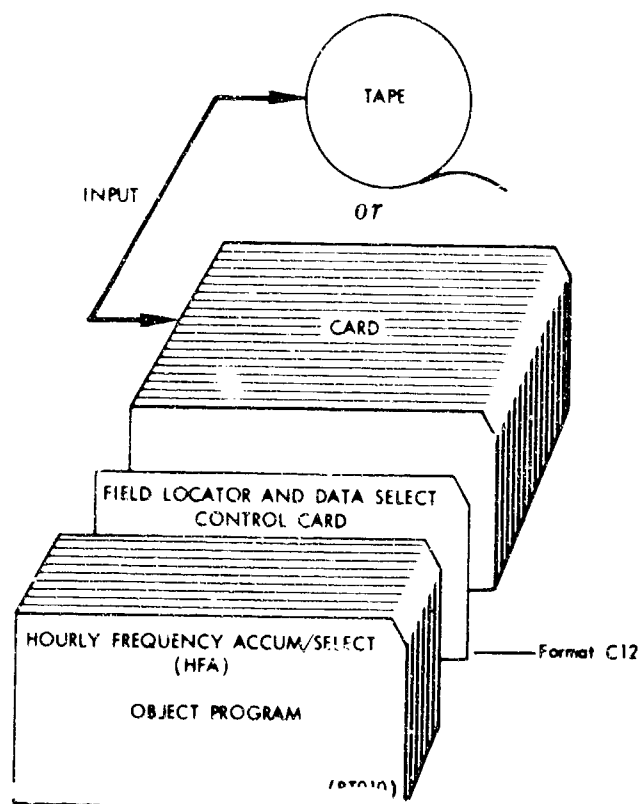 TAPE
INPUT
or
CARD
FIELD LOCATOR AND DATA SELECT
CONTROL CARD
HOURLY FREQUENCY ACCUM/SELECT
(HFA)
Format C12
OBJECT PROGRAM